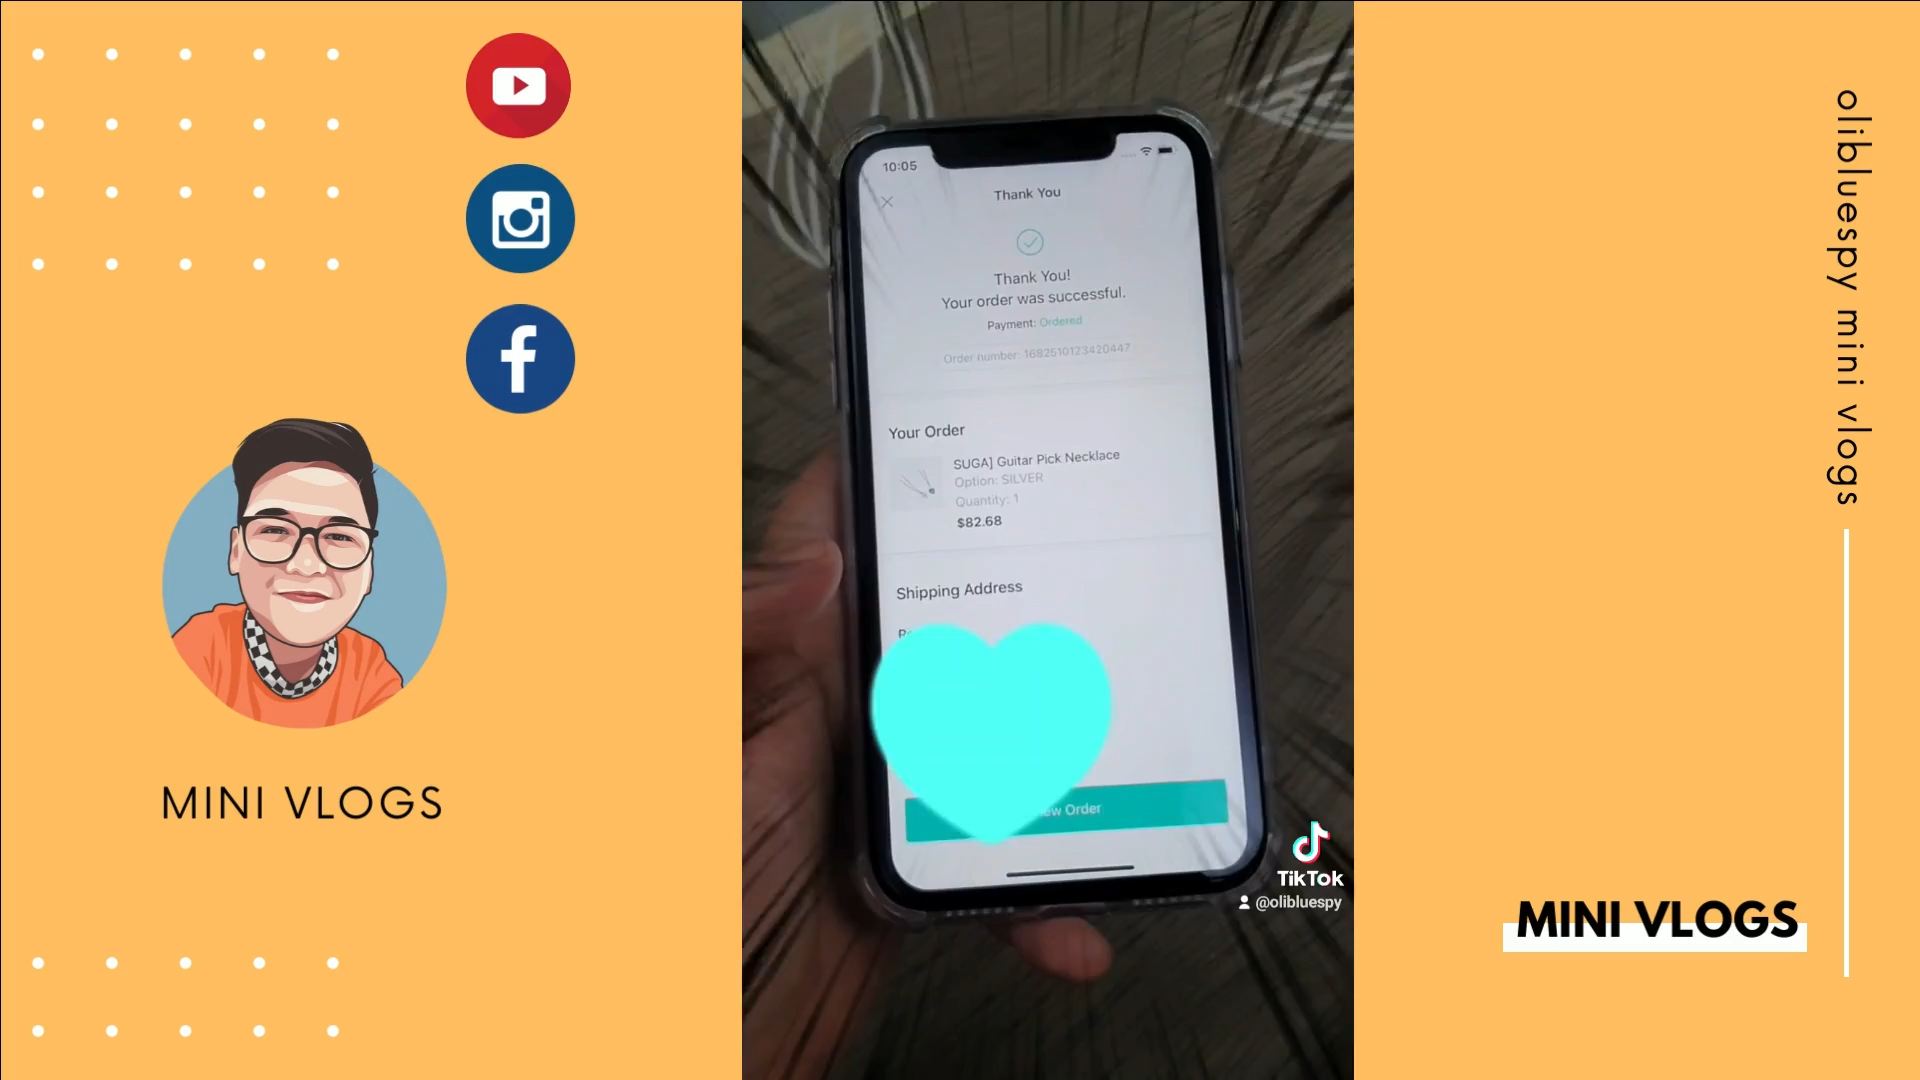 MINI VLOGS
10:05
Thank You
Thank You!
Your order was successful.
Payment: Ordered
Order number: 1682510123420447
Your Order
SUGA] Guitar Pick Necklace
Option: SILVER
Quantity: 1
$82.68
Shipping Address
Order
TikTok
@olibluespy
olibluespy mini vlogs
MINI VLOGS